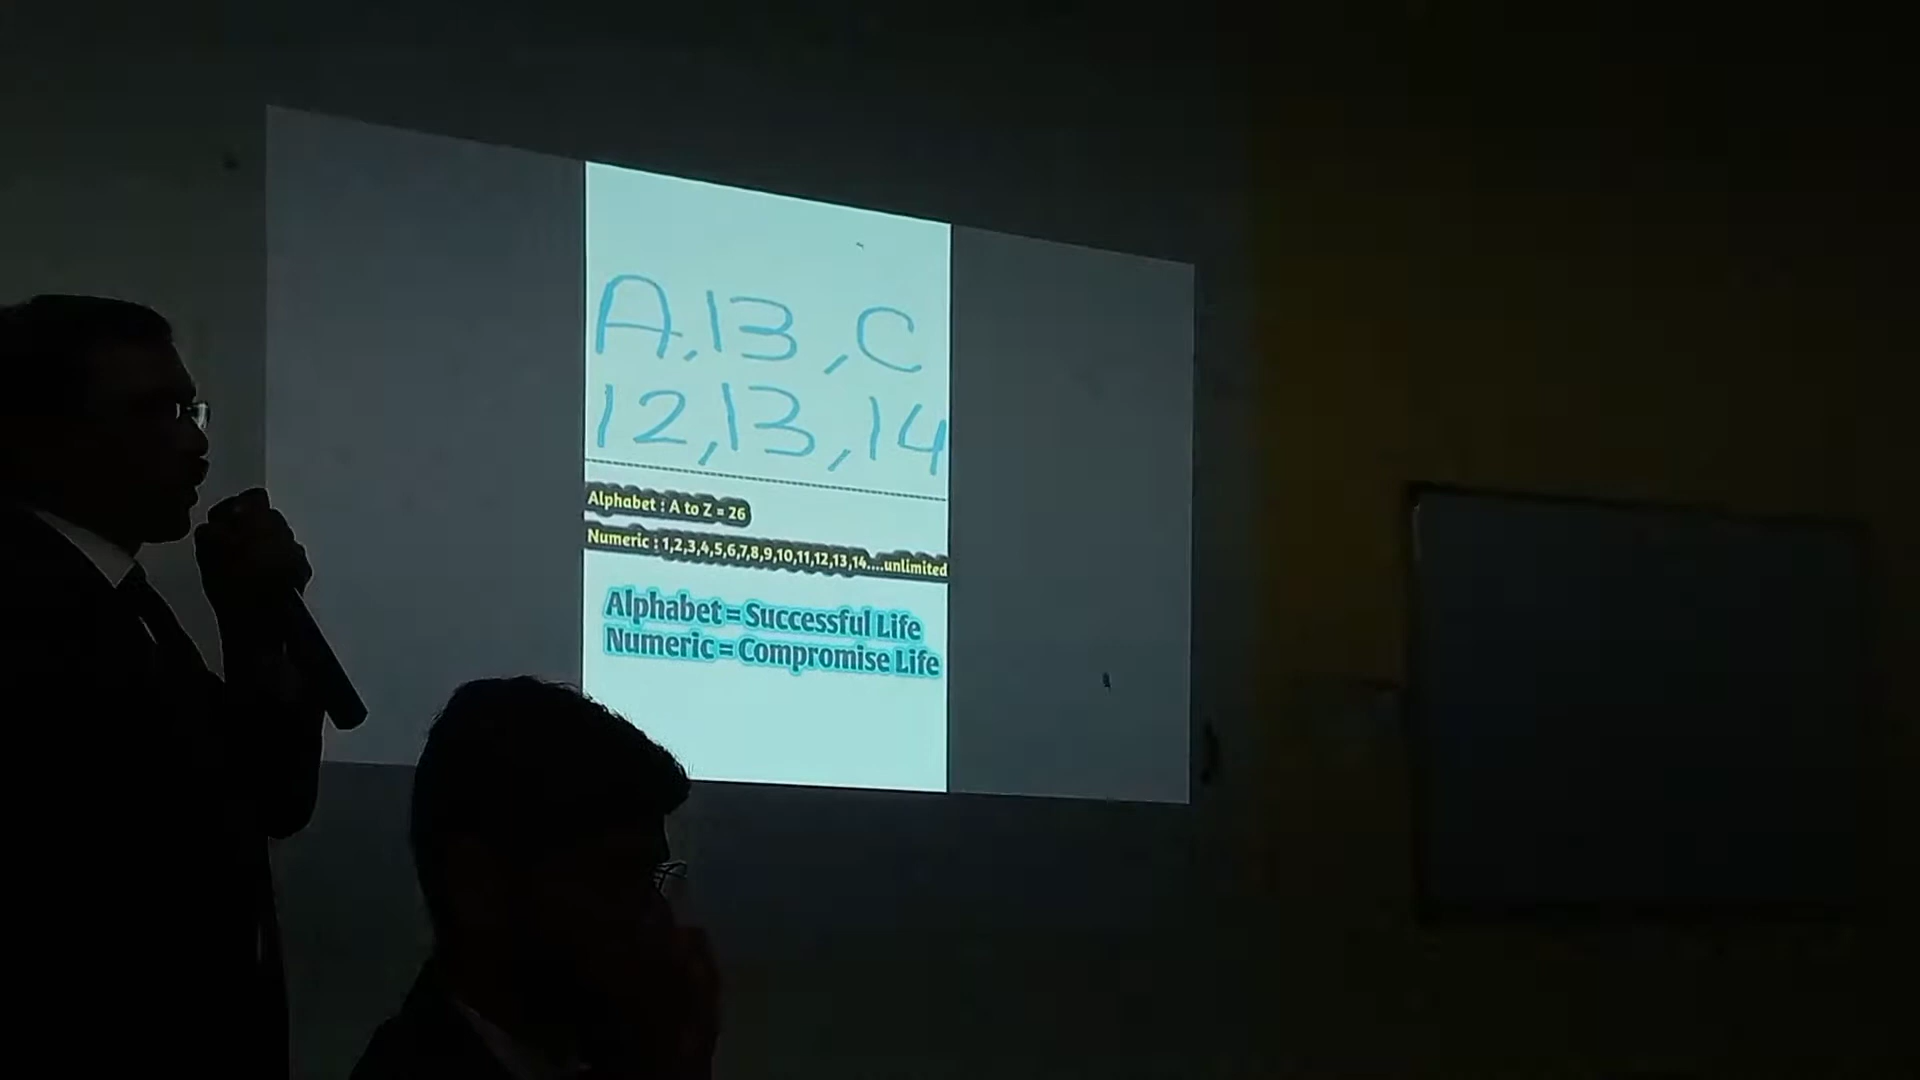 A, 13, C
12, 13, 14
Alphabet : A to Z = 26
Numeric : 1,2,3,4,5,6,7,8,9,10,11,12,13,14....unlimited
Alphabet = Successful Life
Numeric = Compromise Life